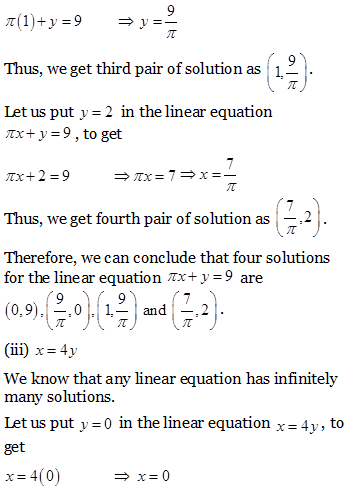 π(1)+y=9 ⇒ y=9/π
Thus, we get third pair of solution as (1, 9/π).
Let us put y=2 in the linear equation
πx+y=9, to get
πx+2=9 ⇒πx=7⇒x=7/π
Thus, we get fourth pair of solution as (7/π, 2).
Therefore, we can conclude that four solutions
for the linear equation πx+y=9 are
(0,9),(9/π,0),(1,9/π) and (7/π,2).
(iii) x=4y
We know that any linear equation has infinitely
many solutions.
Let us put y=0 in the linear equation x=4y, to
get
x=4(0) ⇒ x=0